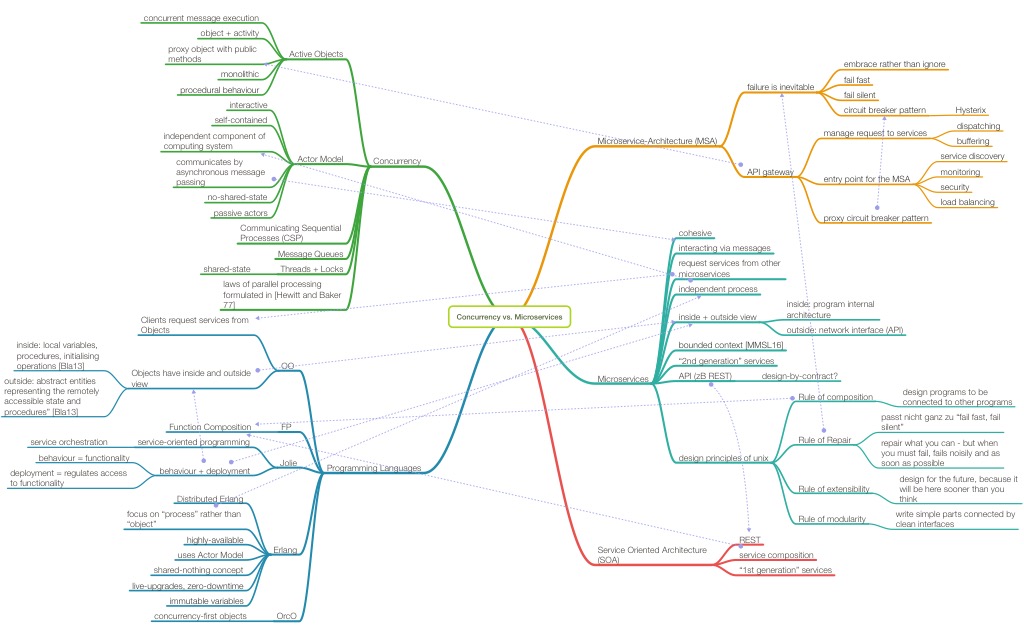 Concurrency vs. Microservices
Concurrency
Active Objects
concurrent message execution
object + activity
proxy object with public
methods
monolithic
procedural behaviour
Actor Model
interactive
self-contained
independent component of
computing system
communicates by
asynchronous message
passing
no-shared-state
passive actors
Communicating Sequential
Processes (CSP)
Message Queues
Threads + Locks
shared-state
laws of parallel processing
formulated in [Hewitt and Baker
77]
Programming Languages
OO
Clients request services from
Objects
Objects have inside and outside
view
inside: local variables,
procedures, initialising
operations [Bla13]
outside: abstract entities
representing the remotely
accessible state and
procedures" [Bla13]
FP
Function Composition
Jolie
service-oriented programming
service orchestration
behaviour + deployment
behaviour = functionality
deployment = regulates access
to functionality
Erlang
Distributed Erlang
focus on "process" rather than
"object"
highly-available
uses Actor Model
shared-nothing concept
live-upgrades, zero-downtime
immutable variables
OrcO
concurrency-first objects
Microservice-Architecture (MSA)
failure is inevitable
embrace rather than ignore
fail fast
fail silent
circuit breaker pattern
Hysterix
API gateway
manage request to services
dispatching
buffering
entry point for the MSA
service discovery
monitoring
security
load balancing
proxy circuit breaker pattern
Microservices
cohesive
interacting via messages
request services from other
microservices
independent process
inside + outside view
inside: program internal
architecture
outside: network interface (API)
bounded context [MMSL16]
"2nd generation" services
API (zB REST)
design-by-contract?
design principles of unix
Rule of composition
design programs to be
connected to other programs
Rule of Repair
passt nicht ganz zu "fail fast, fail
silent"
repair what you can - but when
you must fail, fails noisily and as
soon as possible
Rule of extensibility
design for the future, because it
will be here sooner than you
think
Rule of modularity
write simple parts connected by
clean interfaces
Service Oriented Architecture
(SOA)
REST
service composition
"1st generation" services